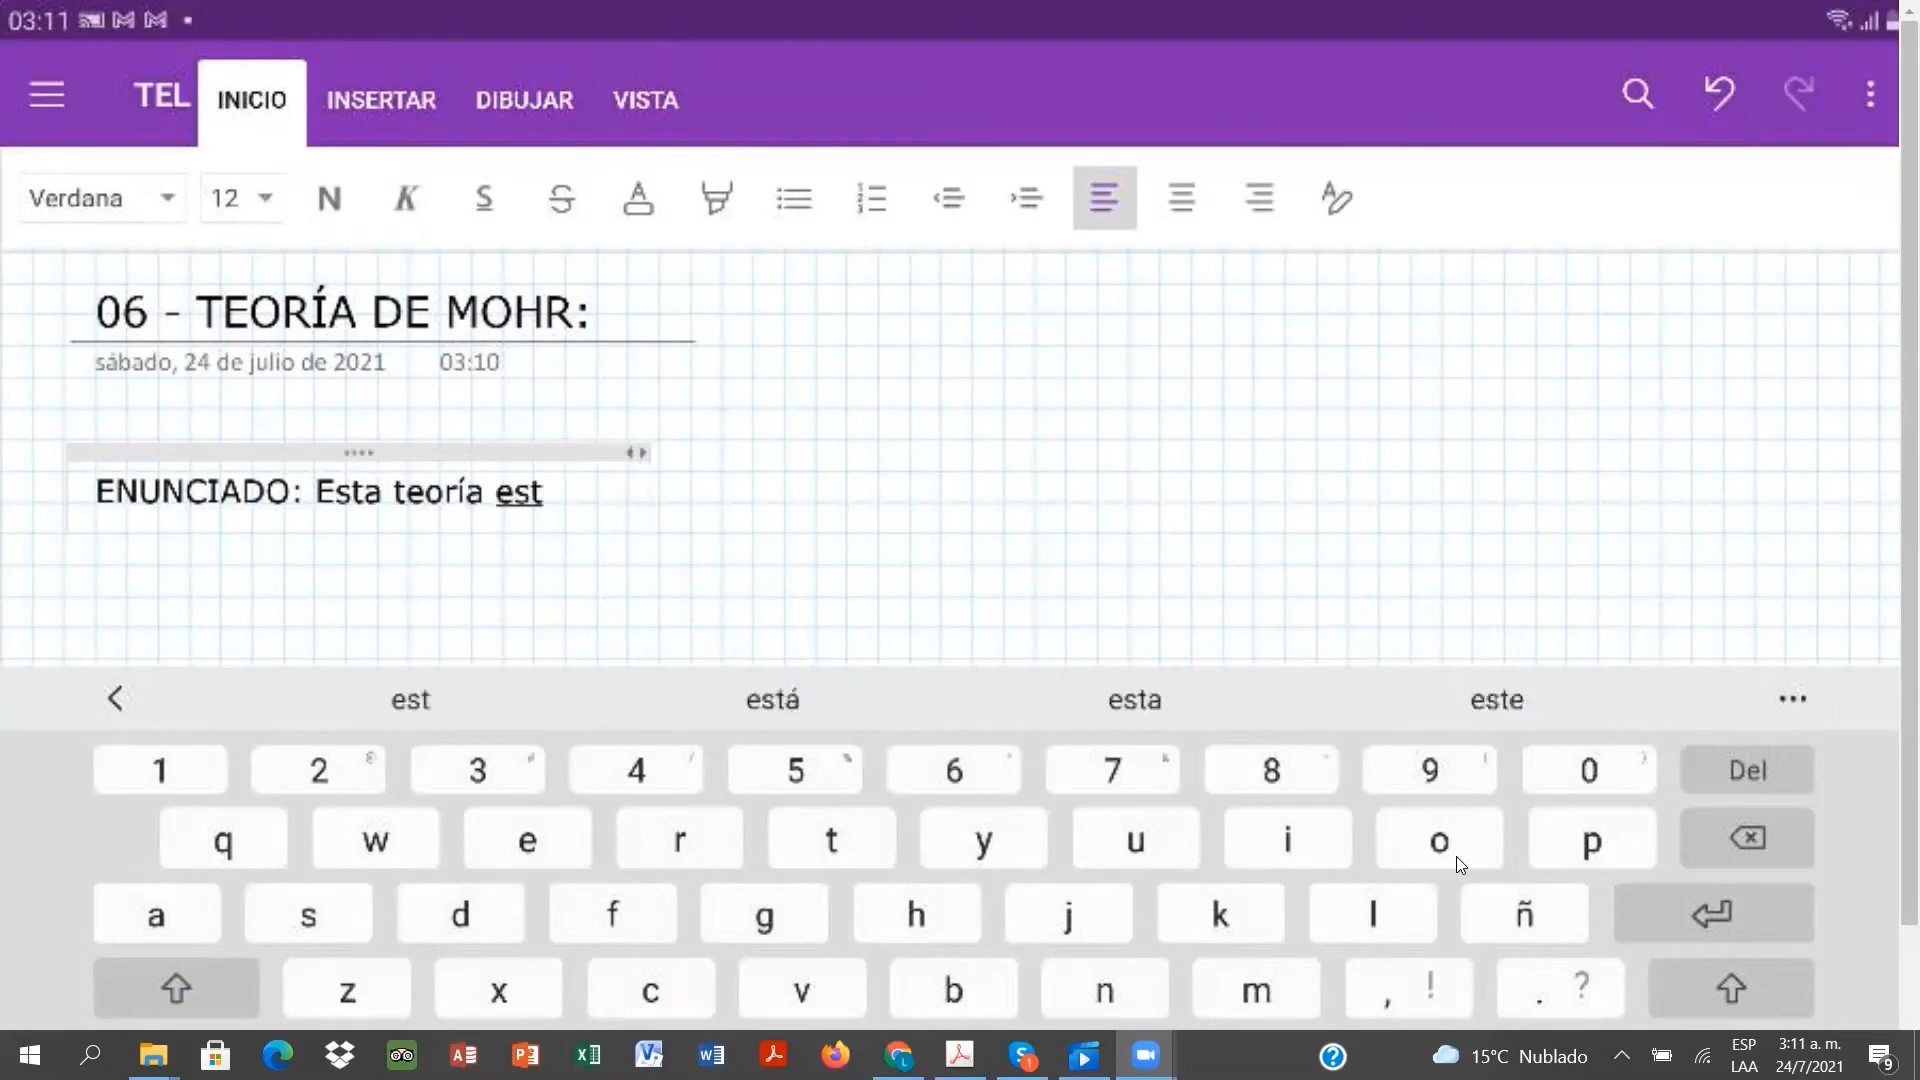 03:11
TEL INICIO INSERTAR DIBUJAR VISTA
Verdana 12 N K S S A
06 - TEORÍA DE MOHR:
sábado, 24 de julio de 2021 03:10
ENUNCIADO: Esta teoría est
est está esta este
1 2 3 4 5 6 7 8 9 0 Del
q w e r t y u i o p
a s d f g h j k l ñ
z x c v b n m , ! . ?
15°C Nublado ESP 3:11 a. m.
LAA 24/7/2021 9